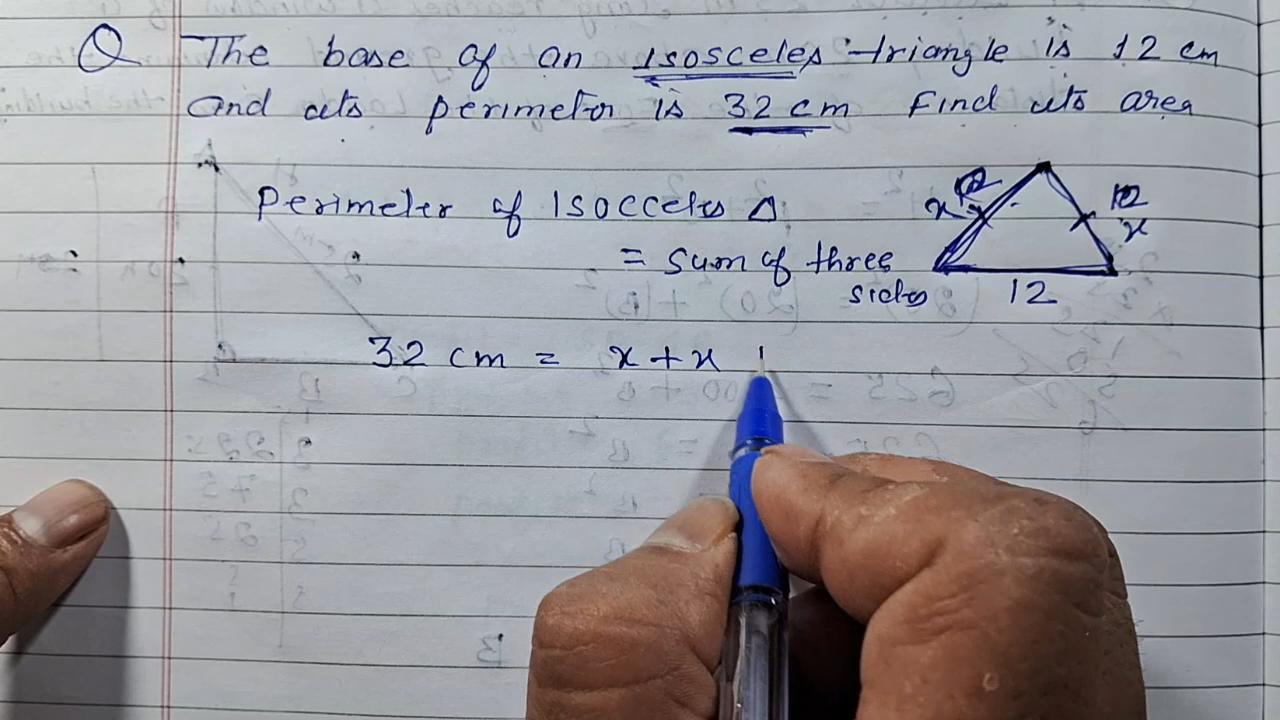 Q The base of an Isosceles triangle is 12 cm
and its perimeter is 32 cm Find its area
Perimeter of Isocceles Δ
= Sum of three
sides
x
x
12
32 cm = x + x